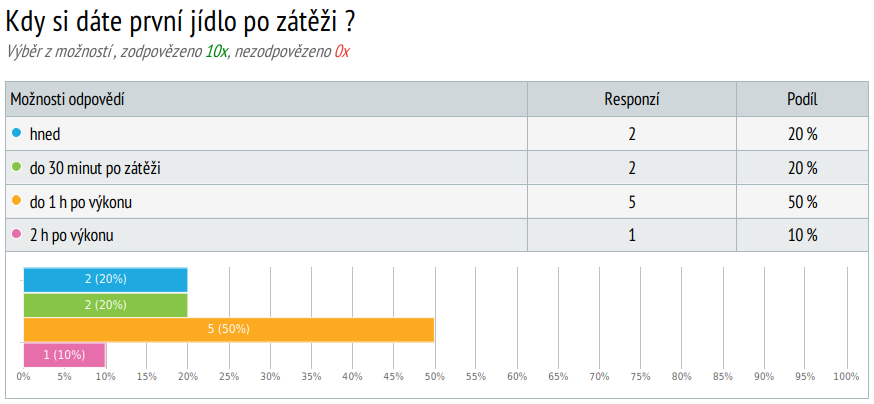 Kdy si dáte první jídlo po zátěži ?
Výběr z možností , zodpovězeno 10x, nezodpovězeno 0x
Možnosti odpovědí Responzí Podíl
hned 2 20 %
do 30 minut po zátěži 2 20 %
do 1 h po výkonu 5 50 %
2 h po výkonu 1 10 %
2 (20%)
2 (20%)
5 (50%)
1 (10%)
0% 5% 10% 15% 20% 25% 30% 35% 40% 45% 50% 55% 60% 65% 70% 75% 80% 85% 90% 95% 100%